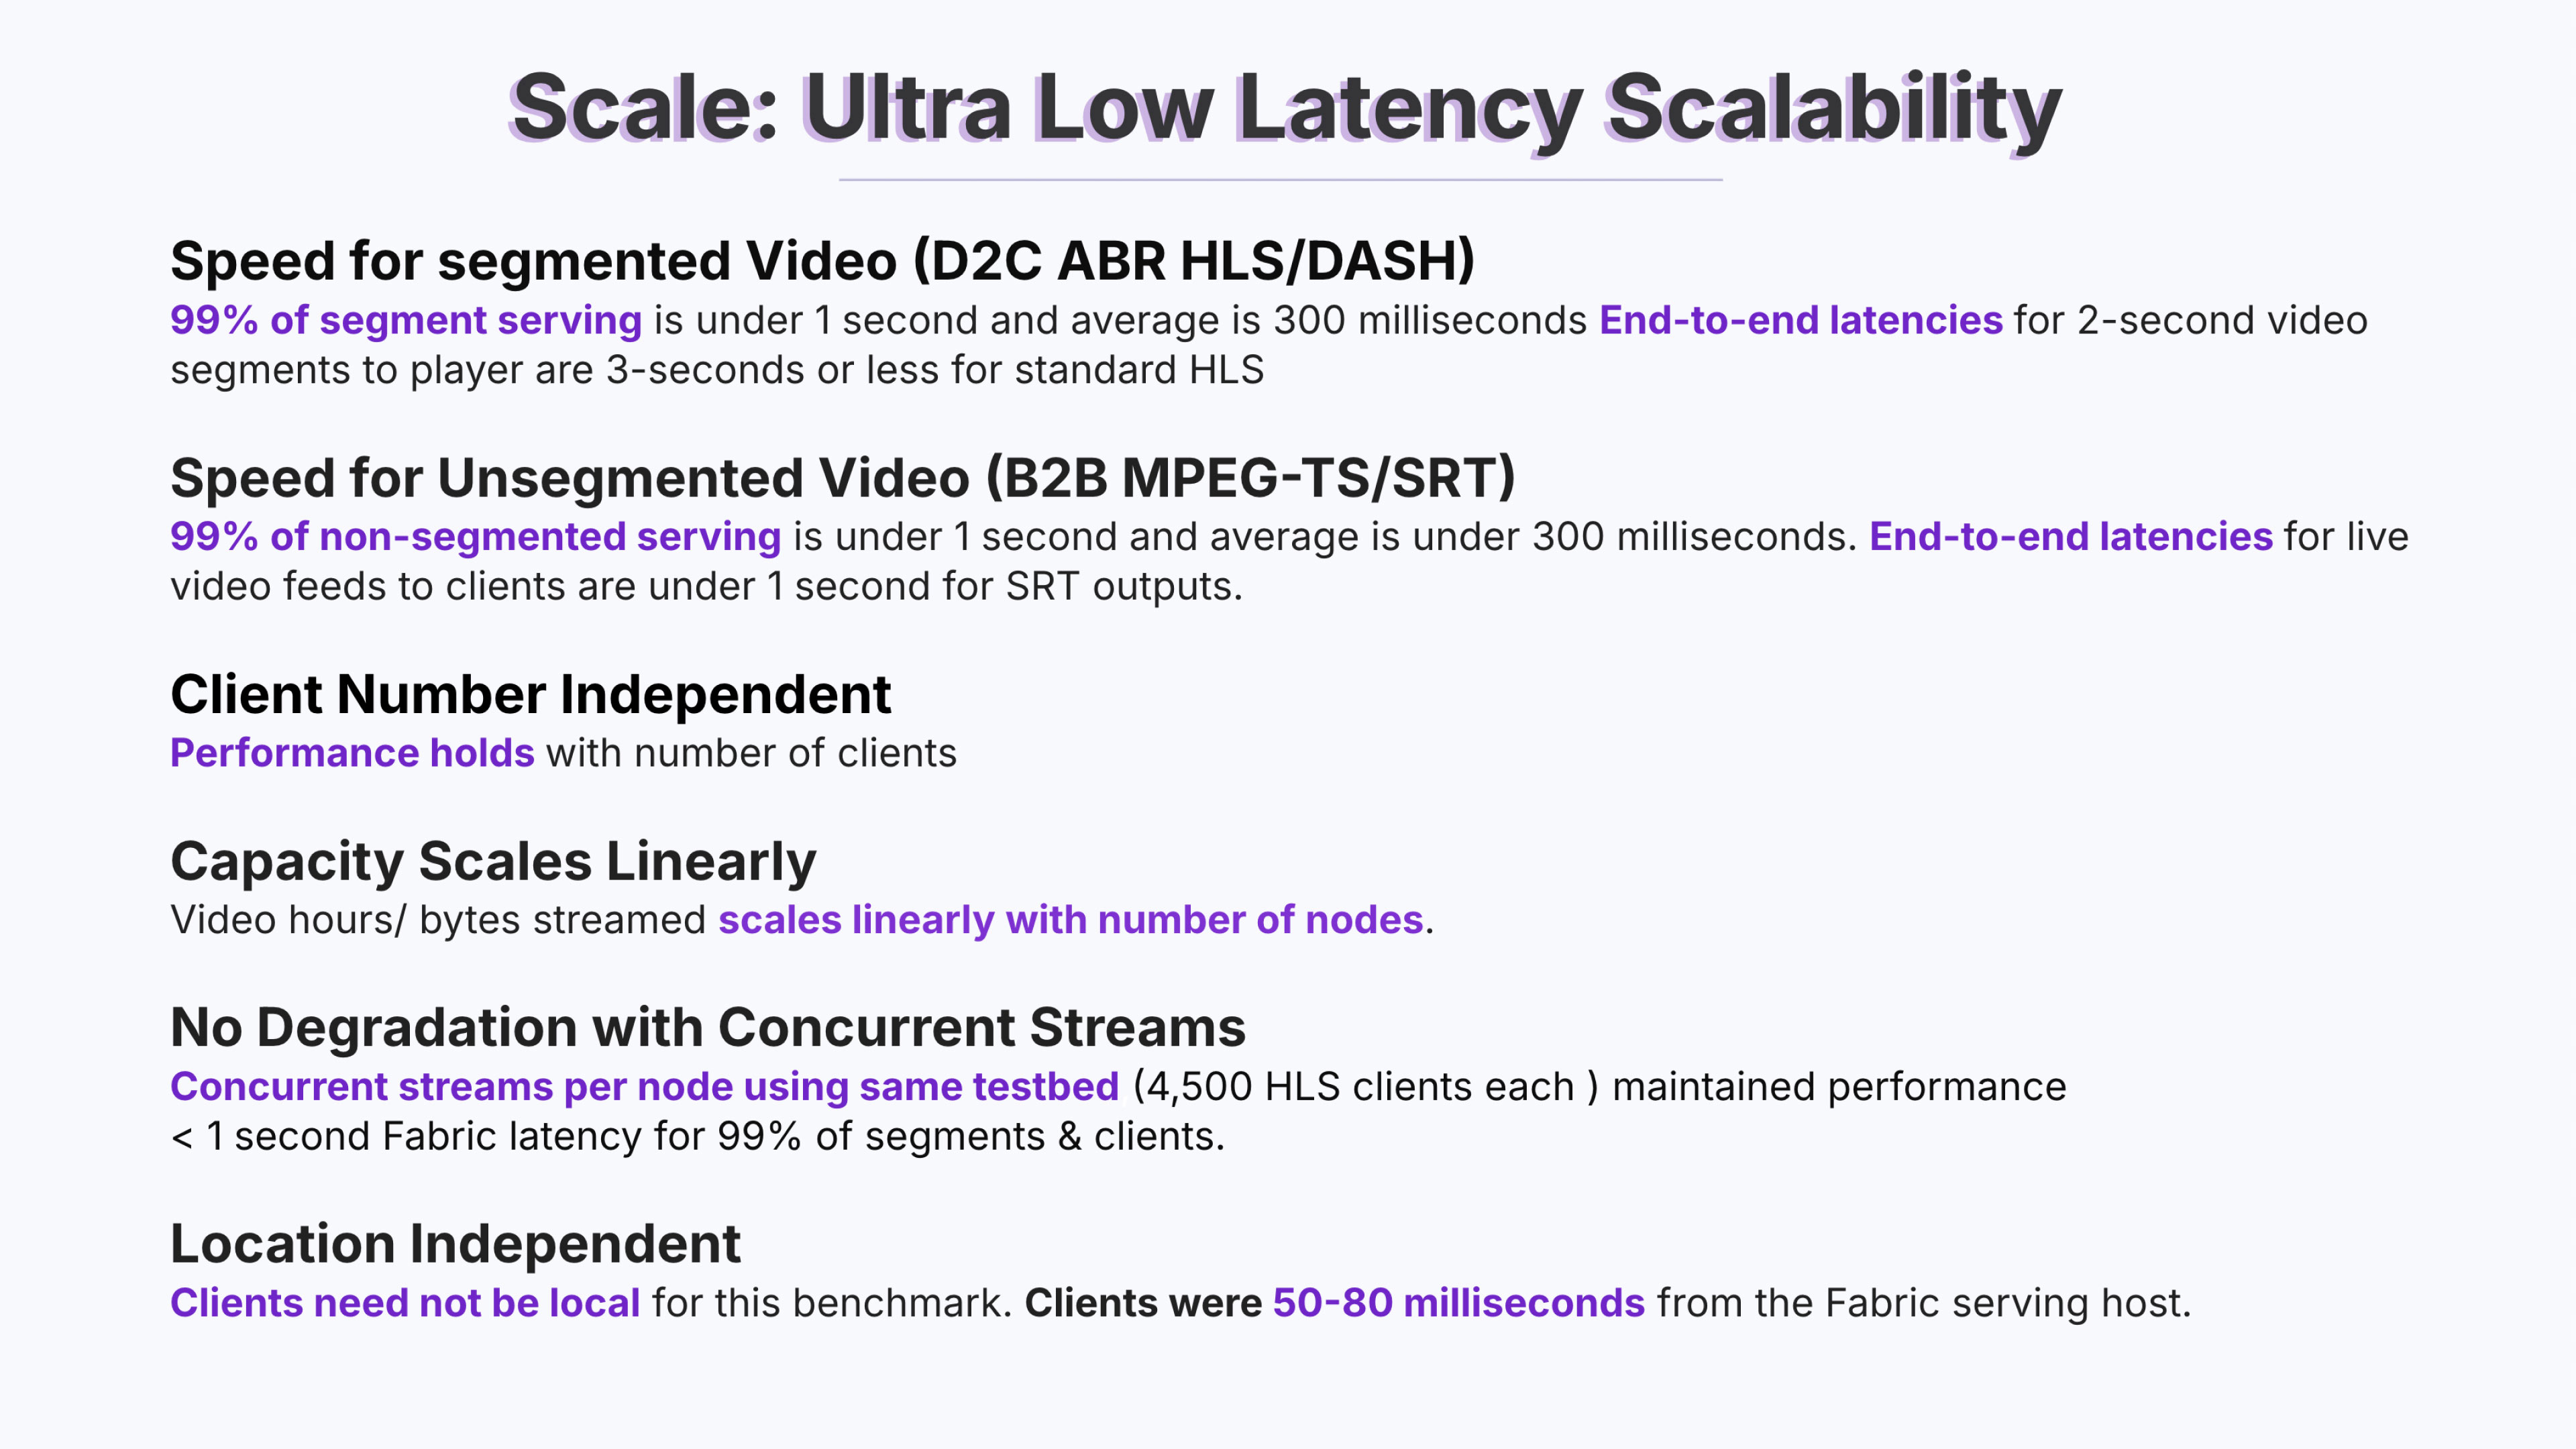 Scale: Ultra Low Latency Scalability
Speed for segmented Video (D2C ABR HLS/DASH)
99% of segment serving is under 1 second and average is 300 milliseconds End-to-end latencies for 2-second video
segments to player are 3-seconds or less for standard HLS
Speed for Unsegmented Video (B2B MPEG-TS/SRT)
99% of non-segmented serving is under 1 second and average is under 300 milliseconds. End-to-end latencies for live
video feeds to clients are under 1 second for SRT outputs.
Client Number Independent
Performance holds with number of clients
Capacity Scales Linearly
Video hours/ bytes streamed scales linearly with number of nodes.
No Degradation with Concurrent Streams
Concurrent streams per node using same testbed (4,500 HLS clients each ) maintained performance
< 1 second Fabric latency for 99% of segments & clients.
Location Independent
Clients need not be local for this benchmark. Clients were 50-80 milliseconds from the Fabric serving host.